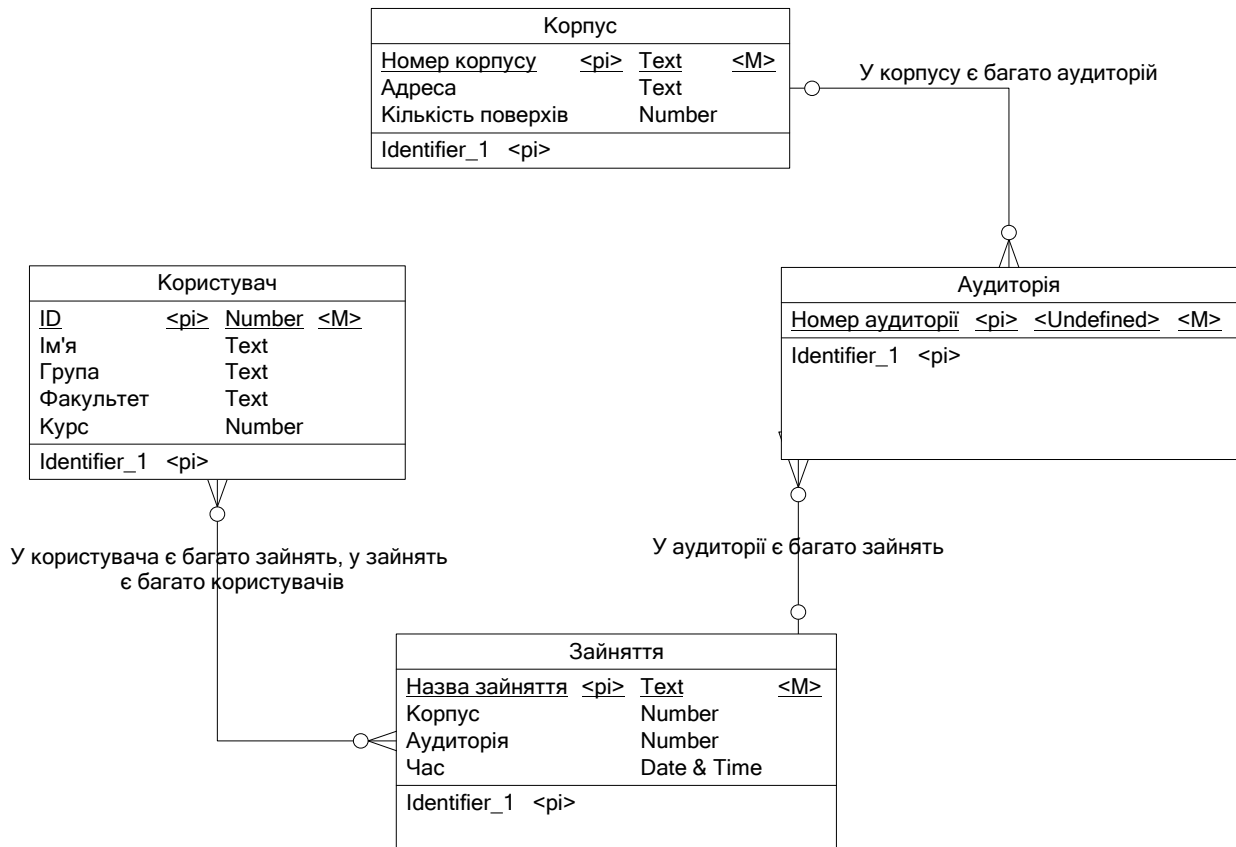 Корпус
Номер корпусу <pi> Text <M>
Адреса Text
Кількість поверхів Number
Identifier_1 <pi>
У корпусу є багато аудиторій
Користувач
ID <pi> Number <M>
Ім'я Text
Група Text
Факультет Text
Курс Number
Identifier_1 <pi>
Аудиторія
Номер аудиторії <pi> <Undefined> <M>
Identifier_1 <pi>
У користувача є багато зайнять, у зайнять
є багато користувачів
У аудиторії є багато зайнять
Зайняття
Назва зайняття <pi> Text <M>
Корпус Number
Аудиторія Number
Час Date & Time
Identifier_1 <pi>